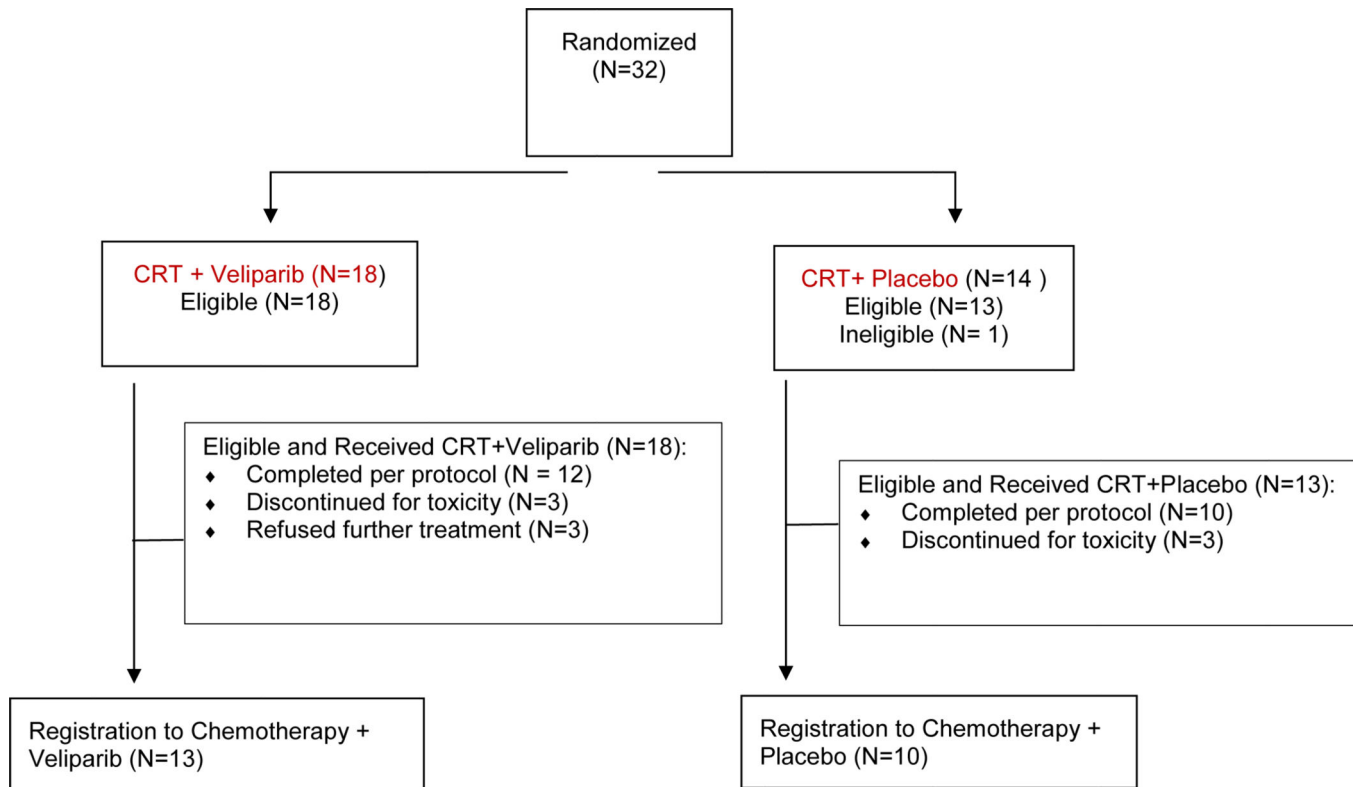 Randomized
(N=32)
CRT + Veliparib (N=18)
Eligible (N=18)
CRT+ Placebo (N=14 )
Eligible (N=13)
Ineligible (N= 1)
Eligible and Received CRT+Veliparib (N=18):
♦ Completed per protocol (N = 12)
♦ Discontinued for toxicity (N=3)
♦ Refused further treatment (N=3)
Eligible and Received CRT+Placebo (N=13):
♦ Completed per protocol (N=10)
♦ Discontinued for toxicity (N=3)
Registration to Chemotherapy +
Veliparib (N=13)
Registration to Chemotherapy +
Placebo (N=10)